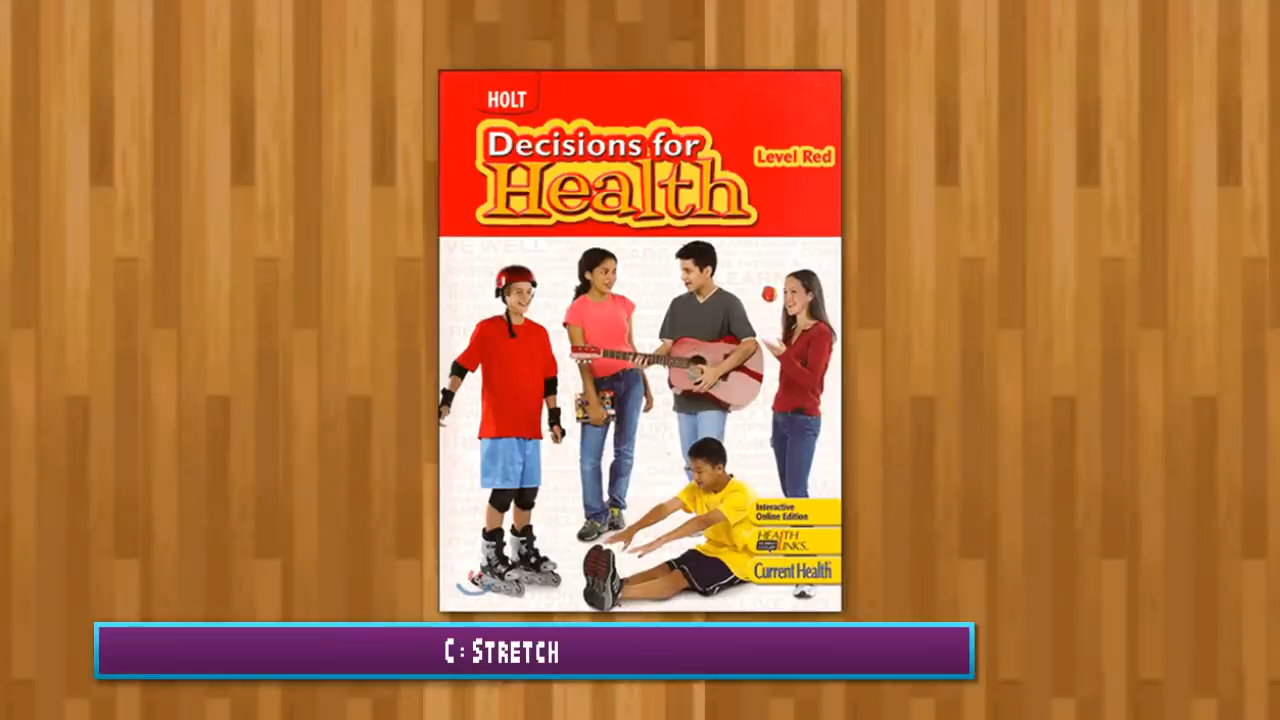 HOLT
Decisions for
Health
Level Red
Interactive
Online Edition
HEALTH
LINKS
Current Health
C: STRETCH